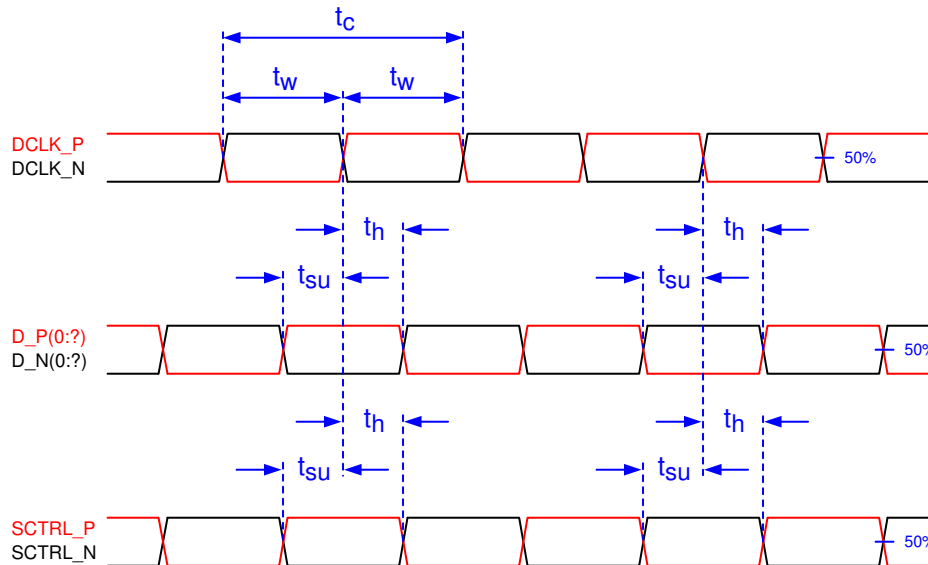 tc
tw tw
DCLK_P
DCLK_N
50%
th th
tsu tsu
D_P(0:?)
D_N(0:?)
50%
th th
tsu tsu
SCTRL_P
SCTRL_N
50%